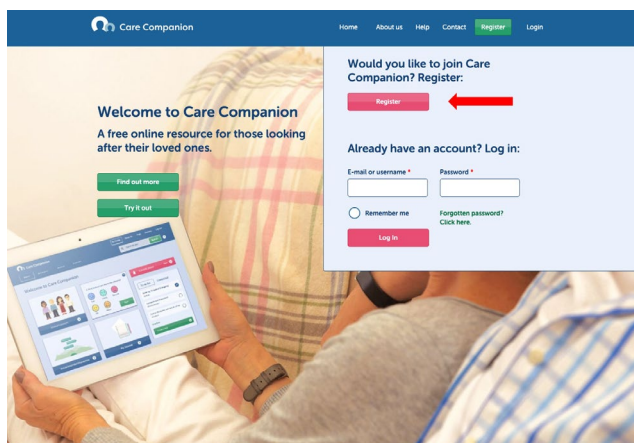 Care Companion
Home About us Help Contact Register Login
Welcome to Care Companion
A free online resource for those looking
after their loved ones.
Find out more
Try it out
Would you like to join Care
Companion? Register:
Register
Already have an account? Log in:
E-mail or username *
Password *
Remember me
Forgotten password?
Click here.
Log In
Welcome to Care Companion